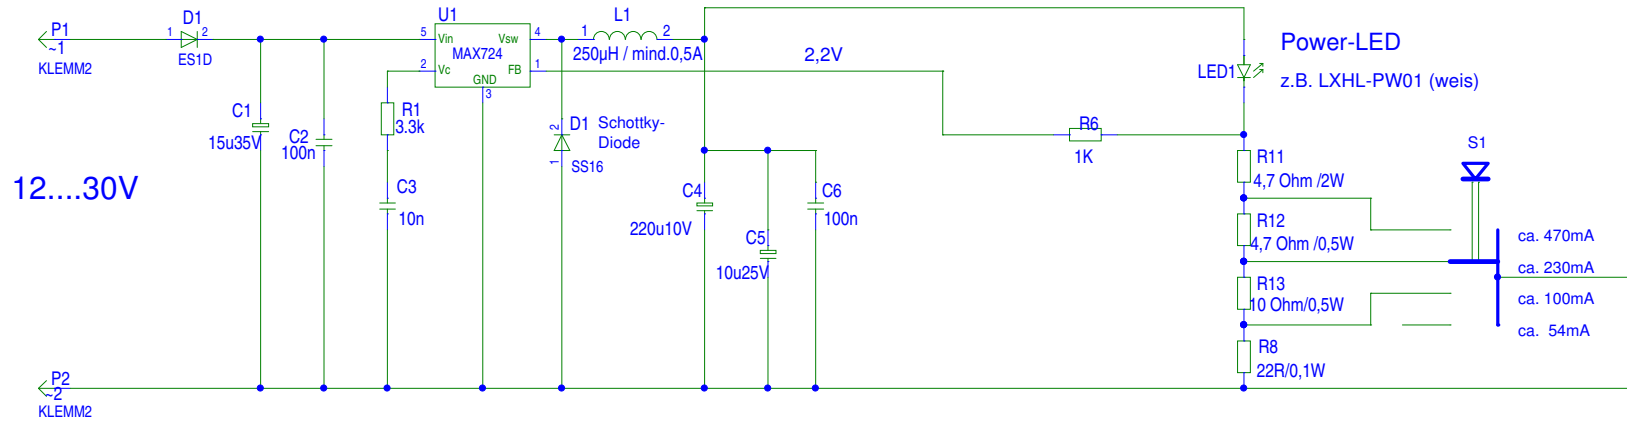 P1
~1
KLEMM2
D1
1 2
ES1D
U1
5 Vin Vsw 4
MAX724
2 Vc FB 1
GND
3
L1
1 2
250µH / mind.0,5A
2,2V
Power-LED
LED1
z.B. LXHL-PW01 (weis)
C1
15u35V
C2
100n
R1
3.3k
C3
10n
2
D1 Schottky-
Diode
1
SS16
R6
1K
S1
R11
4,7 Ohm /2W
12....30V
C4
220u10V
C5
10u25V
C6
100n
R12
4,7 Ohm /0,5W
R13
10 Ohm/0,5W
R8
22R/0,1W
ca. 470mA
ca. 230mA
ca. 100mA
ca. 54mA
P2
~2
KLEMM2